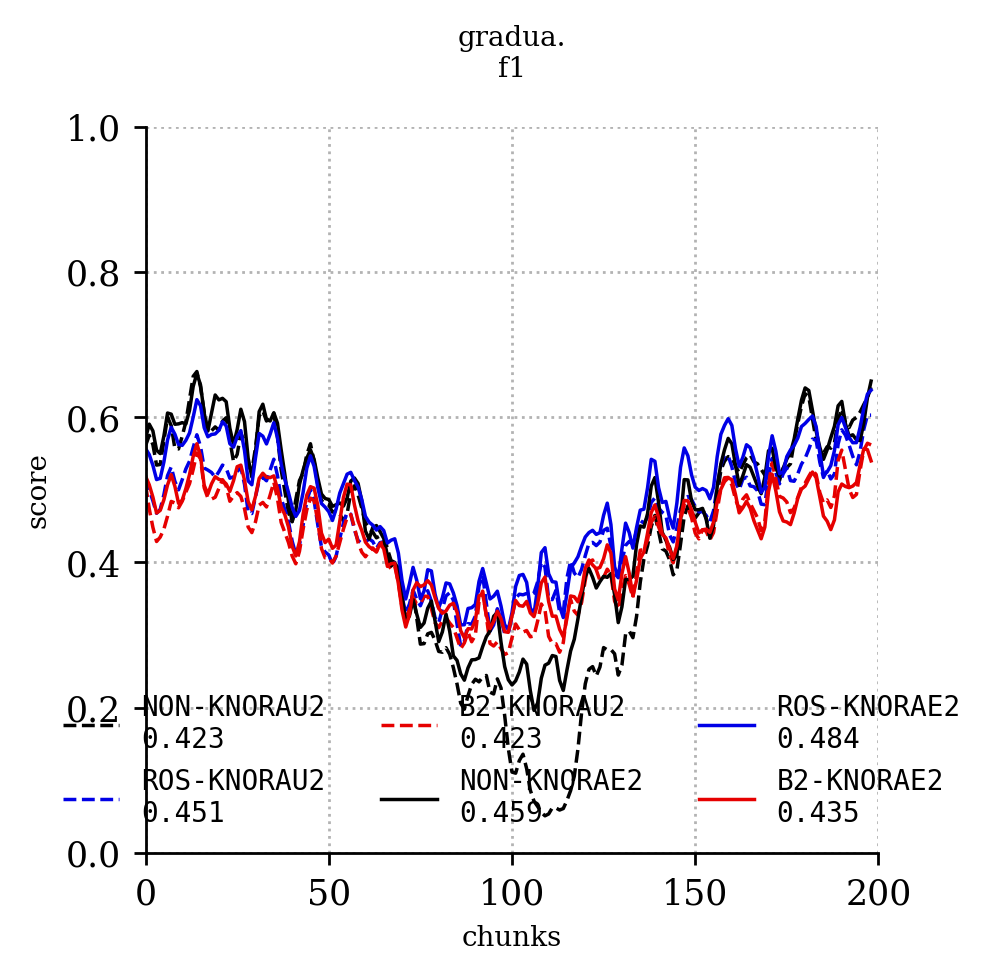 gradua.
f1
1.0
0.8
0.6
0.4
0.2
0.0
score
0 50 100 150 200
chunks
NON-KNORAU2 B2-KNORAU2 ROS-KNORAE2
0.423 0.423 0.484
ROS-KNORAU2 NON-KNORAE2 B2-KNORAE2
0.451 0.459 0.435